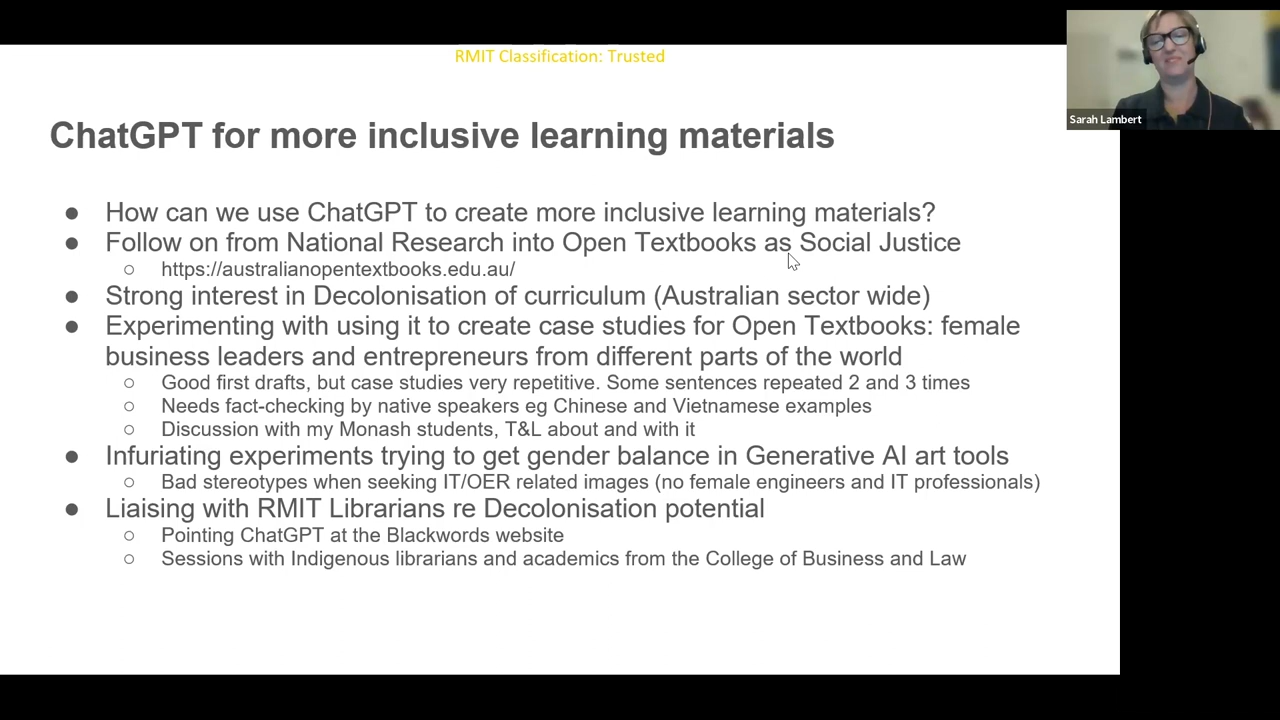 RMIT Classification: Trusted
Sarah Lambert
ChatGPT for more inclusive learning materials
● How can we use ChatGPT to create more inclusive learning materials?
● Follow on from National Research into Open Textbooks as Social Justice
○ https://australianopentextbooks.edu.au/
● Strong interest in Decolonisation of curriculum (Australian sector wide)
● Experimenting with using it to create case studies for Open Textbooks: female
business leaders and entrepreneurs from different parts of the world
○ Good first drafts, but case studies very repetitive. Some sentences repeated 2 and 3 times
○ Needs fact-checking by native speakers eg Chinese and Vietnamese examples
○ Discussion with my Monash students, T&L about and with it
● Infuriating experiments trying to get gender balance in Generative AI art tools
○ Bad stereotypes when seeking IT/OER related images (no female engineers and IT professionals)
● Liaising with RMIT Librarians re Decolonisation potential
○ Pointing ChatGPT at the Blackwords website
○ Sessions with Indigenous librarians and academics from the College of Business and Law